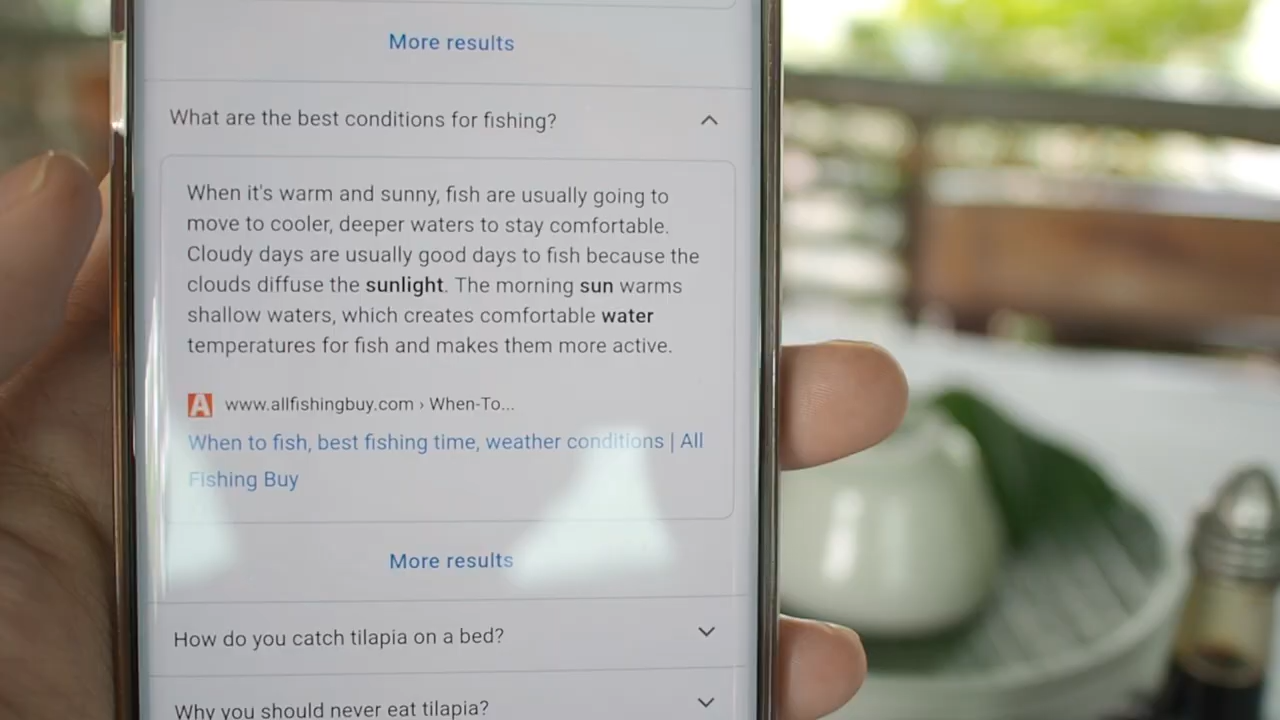 More results
What are the best conditions for fishing?
When it's warm and sunny, fish are usually going to
move to cooler, deeper waters to stay comfortable.
Cloudy days are usually good days to fish because the
clouds diffuse the sunlight. The morning sun warms
shallow waters, which creates comfortable water
temperatures for fish and makes them more active.
A www.allfishingbuy.com › When-To...
When to fish, best fishing time, weather conditions | All
Fishing Buy
More results
How do you catch tilapia on a bed?
Why you should never eat tilapia?